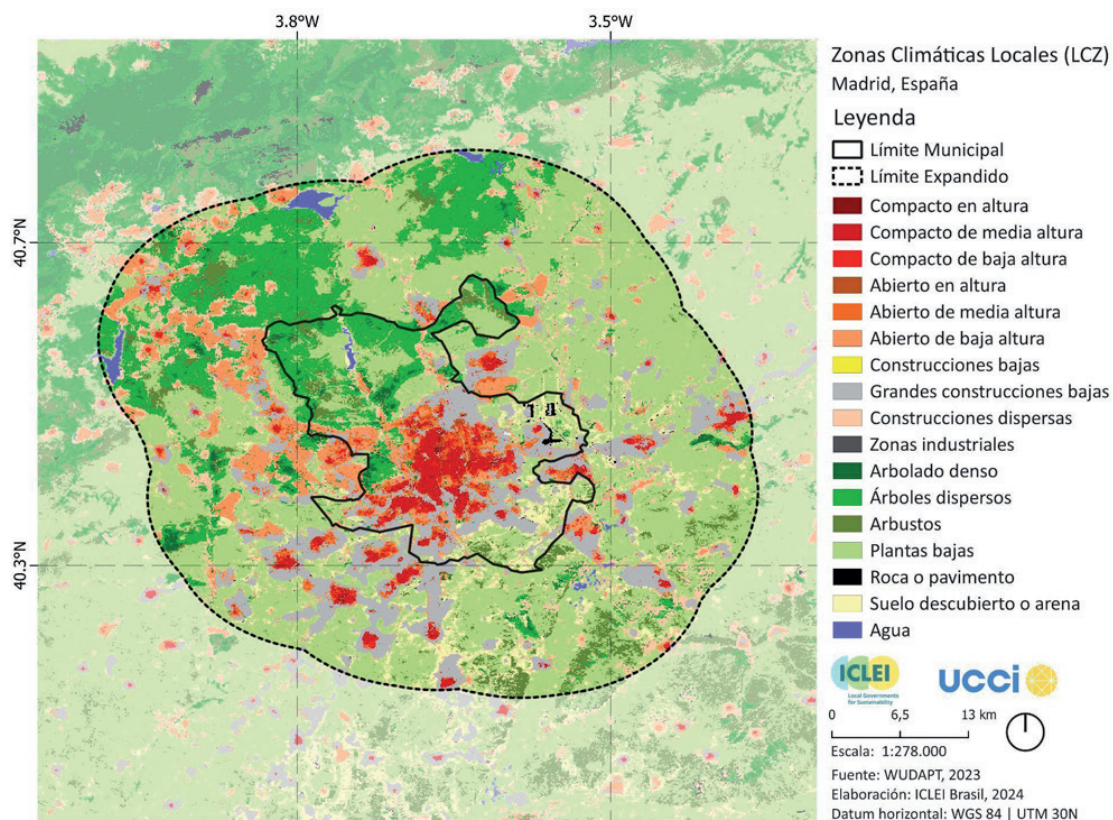 3.8°W
3.5°W
40.7°N
40.3°N
Zonas Climáticas Locales (LCZ)
Madrid, España
Leyenda
Límite Municipal
Límite Expandido
Compacto en altura
Compacto de media altura
Compacto de baja altura
Abierto en altura
Abierto de media altura
Abierto de baja altura
Construcciones bajas
Grandes construcciones bajas
Construcciones dispersas
Zonas industriales
Arbolado denso
Árboles dispersos
Arbustos
Plantas bajas
Roca o pavimento
Suelo descubierto o arena
Agua
ICLEI
Local Governments
for Sustainability
UCCI
0 6,5 13 km
Escala: 1:278.000
Fuente: WUDAPT, 2023
Elaboración: ICLEI Brasil, 2024
Datum horizontal: WGS 84 | UTM 30N